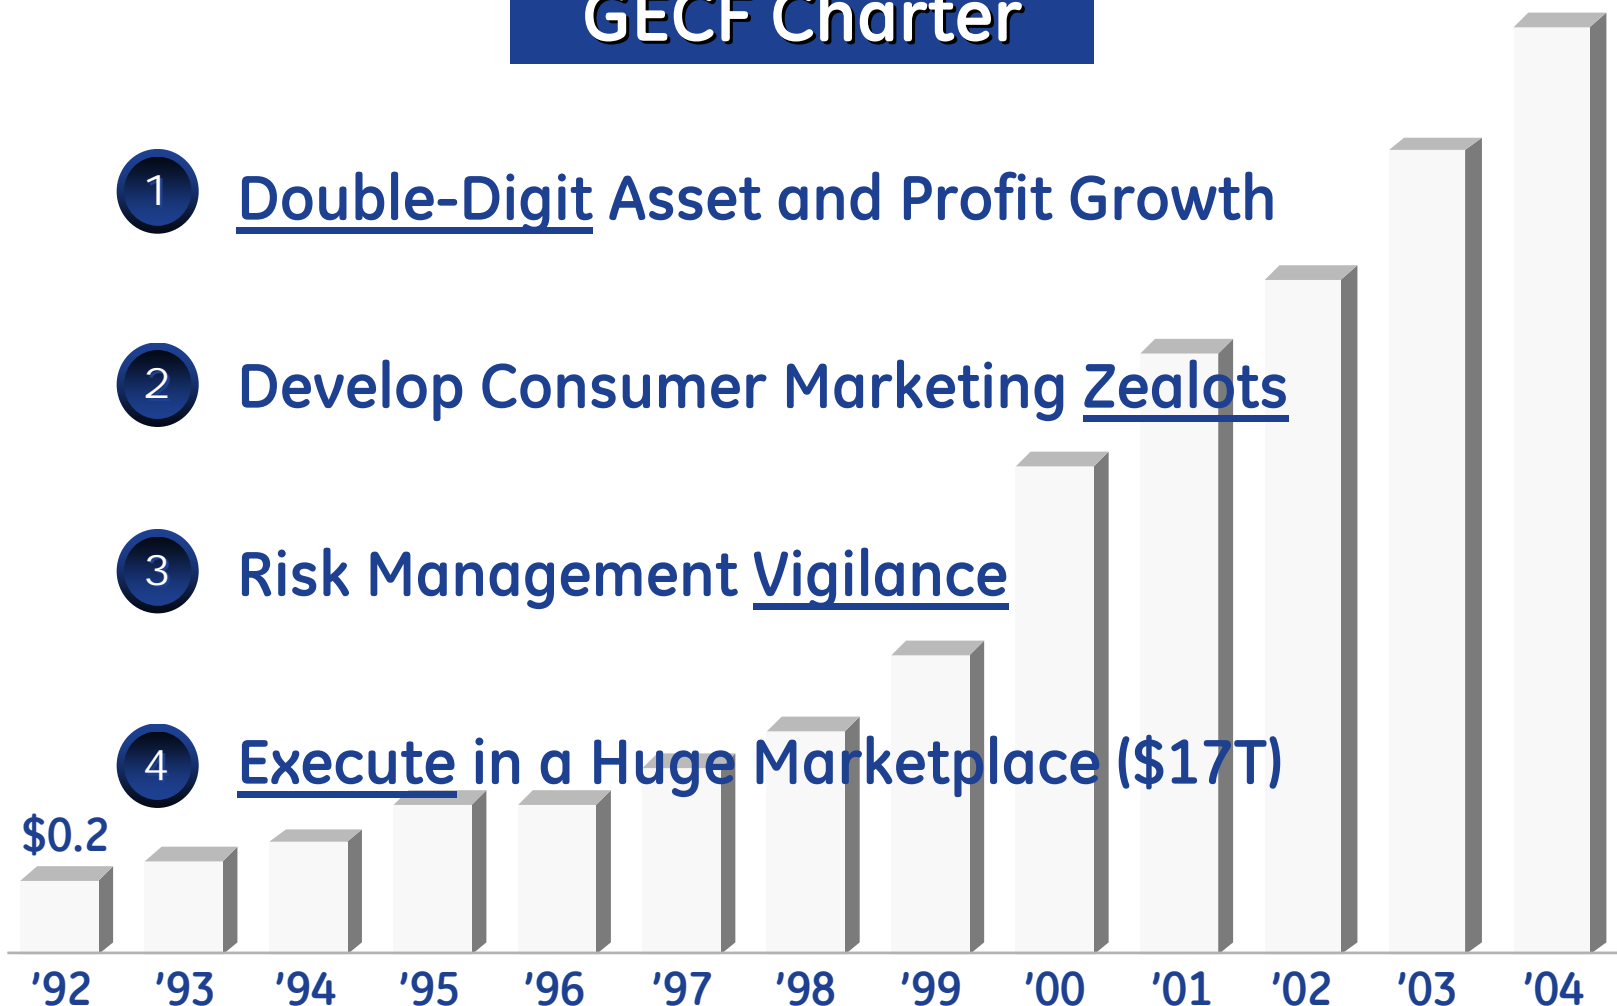 GECF Charter
1 Double-Digit Asset and Profit Growth
2 Develop Consumer Marketing Zealots
3 Risk Management Vigilance
4 Execute in a Huge Marketplace ($17T)
$0.2
’92 ’93 ’94 ’95 ’96 ’97 ’98 ’99 ’00 ’01 ’02 ’03 ’04